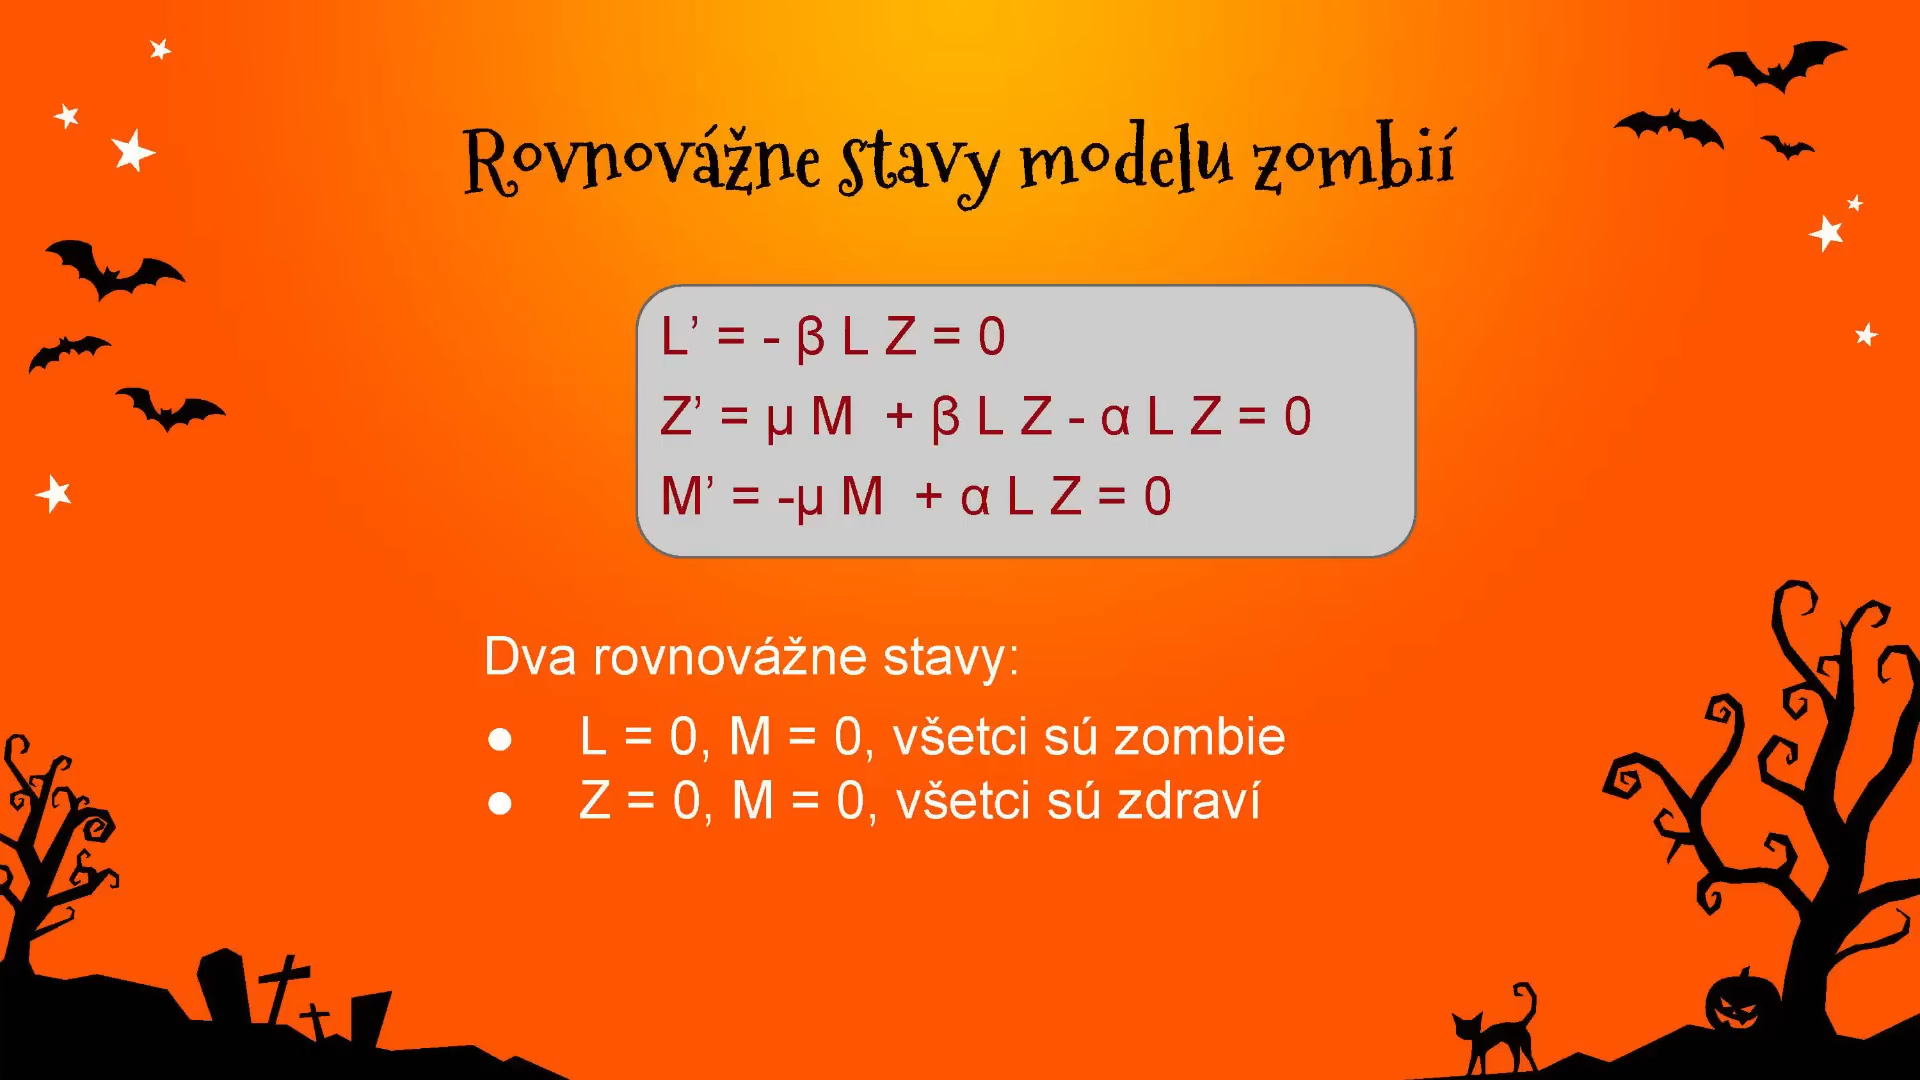 Rovnovážne stavy modelu zombií
L’ = - β L Z = 0
Z’ = μ M + β L Z - α L Z = 0
M’ = -μ M + α L Z = 0
Dva rovnovážne stavy:
● L = 0, M = 0, všetci sú zombie
● Z = 0, M = 0, všetci sú zdraví